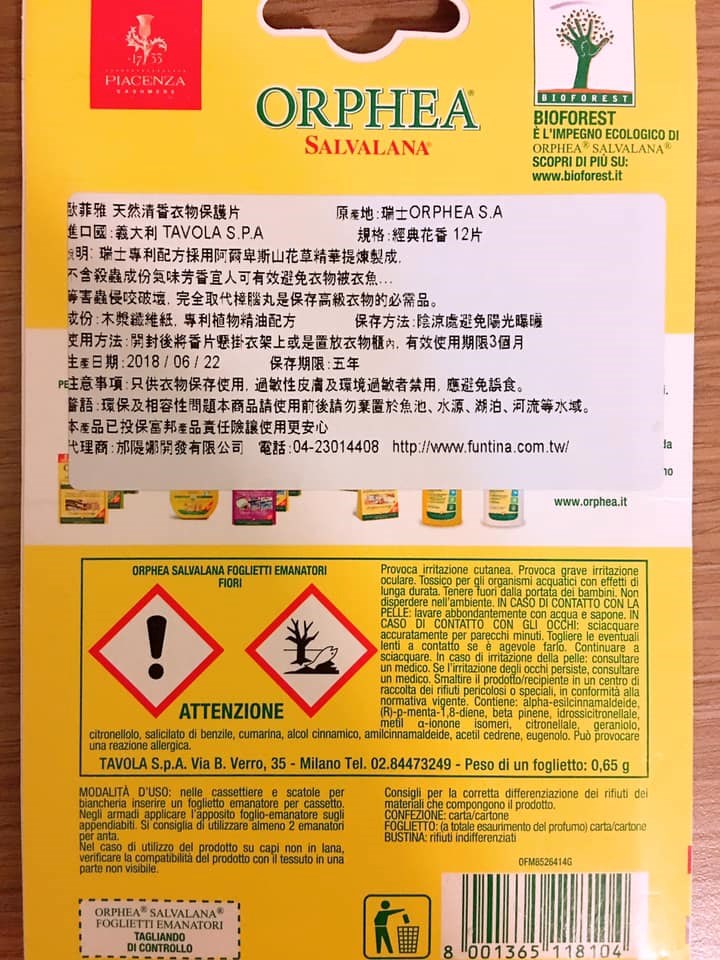 1733
PIACENZA
CASHMERE
ORPHEA®
SALVALANA®
BIOFOREST
BIOFOREST
È L'IMPEGNO ECOLOGICO DI
ORPHEA® SALVALANA®
SCOPRI DI PIÙ SU:
www.bioforest.it
歐菲雅 天然清香衣物保護片 原產地:瑞士ORPHEA S.A
進口國:義大利 TAVOLA S.P.A 規格:經典花香 12片
說明: 瑞士專利配方採用阿爾卑斯山花草精華提煉製成,
不含殺蟲成份氣味芳香宜人可有效避免衣物被衣魚...
等害蟲侵咬破壞, 完全取代樟腦丸是保存高級衣物的必需品。
成份:木漿纖維紙, 專利植物精油配方 保存方法:陰涼處避免陽光曝曬
使用方法:開封後將香片懸掛衣架上或是置放衣物櫃內, 有效使用期限3個月
生產日期:2018 / 06 / 22 保存期限:五年
注意事項:只供衣物保存使用, 過敏性皮膚及環境過敏者禁用, 應避免誤食。
警語:環保及相容性問題本商品請使用前後請勿棄置於魚池、水源、湖泊、河流等水域。
本產品已投保富邦產品責任險讓使用更安心
代理商:邡隄娜開發有限公司 電話:04-23014408 http://www.funtina.com.tw/
www.orphea.it
ORPHEA SALVALANA FOGLIETTI EMANATORI
FIORI
ATTENZIONE
Provoca irritazione cutanea. Provoca grave irritazione
oculare. Tossico per gli organismi acquatici con effetti di
lunga durata. Tenere fuori dalla portata dei bambini. Non
disperdere nell'ambiente. IN CASO DI CONTATTO CON LA
PELLE: lavare abbondantemente con acqua e sapone. IN
CASO DI CONTATTO CON GLI OCCHI: sciacquare
accuratamente per parecchi minuti. Togliere le eventuali
lenti a contatto se è agevole farlo. Continuare a
sciacquare. In caso di irritazione della pelle: consultare
un medico. Se l'irritazione degli occhi persiste, consultare
un medico. Smaltire il prodotto/recipiente in un centro di
raccolta dei rifiuti pericolosi o speciali, in conformità alla
normativa vigente. Contiene: alpha-esilcinnamaldeide,
(R)-p-menta-1,8-diene, beta pinene, idrossicitronellale,
metil α-ionone isomeri, citronellale, geraniolo,
citronellolo, salicilato di benzile, cumarina, alcol cinnamico, amilcinnamaldeide, acetil cedrene, eugenolo. Può provocare
una reazione allergica.
TAVOLA S.p.A. Via B. Verro, 35 - Milano Tel. 02.84473249 - Peso di un foglietto: 0,65 g
MODALITÀ D'USO: nelle cassettiere e scatole per
biancheria inserire un foglietto emanatore per cassetto.
Negli armadi applicare l'apposito foglio-emanatore sugli
appendiabiti. Si consiglia di utilizzare almeno 2 emanatori
per anta.
Nel caso di utilizzo del prodotto su capi non in lana,
verificare la compatibilità del prodotto con il tessuto in una
parte non visibile.
Consigli per la corretta differenziazione dei rifiuti dei
materiali che compongono il prodotto.
CONFEZIONE: carta/cartone
FOGLIETTO: (a totale esaurimento del profumo) carta/cartone
BUSTINA: rifiuti indifferenziati
OFM8526414G
ORPHEA® SALVALANA®
FOGLIETTI EMANATORI
TAGLIANDO
DI CONTROLLO
8 001365 118104